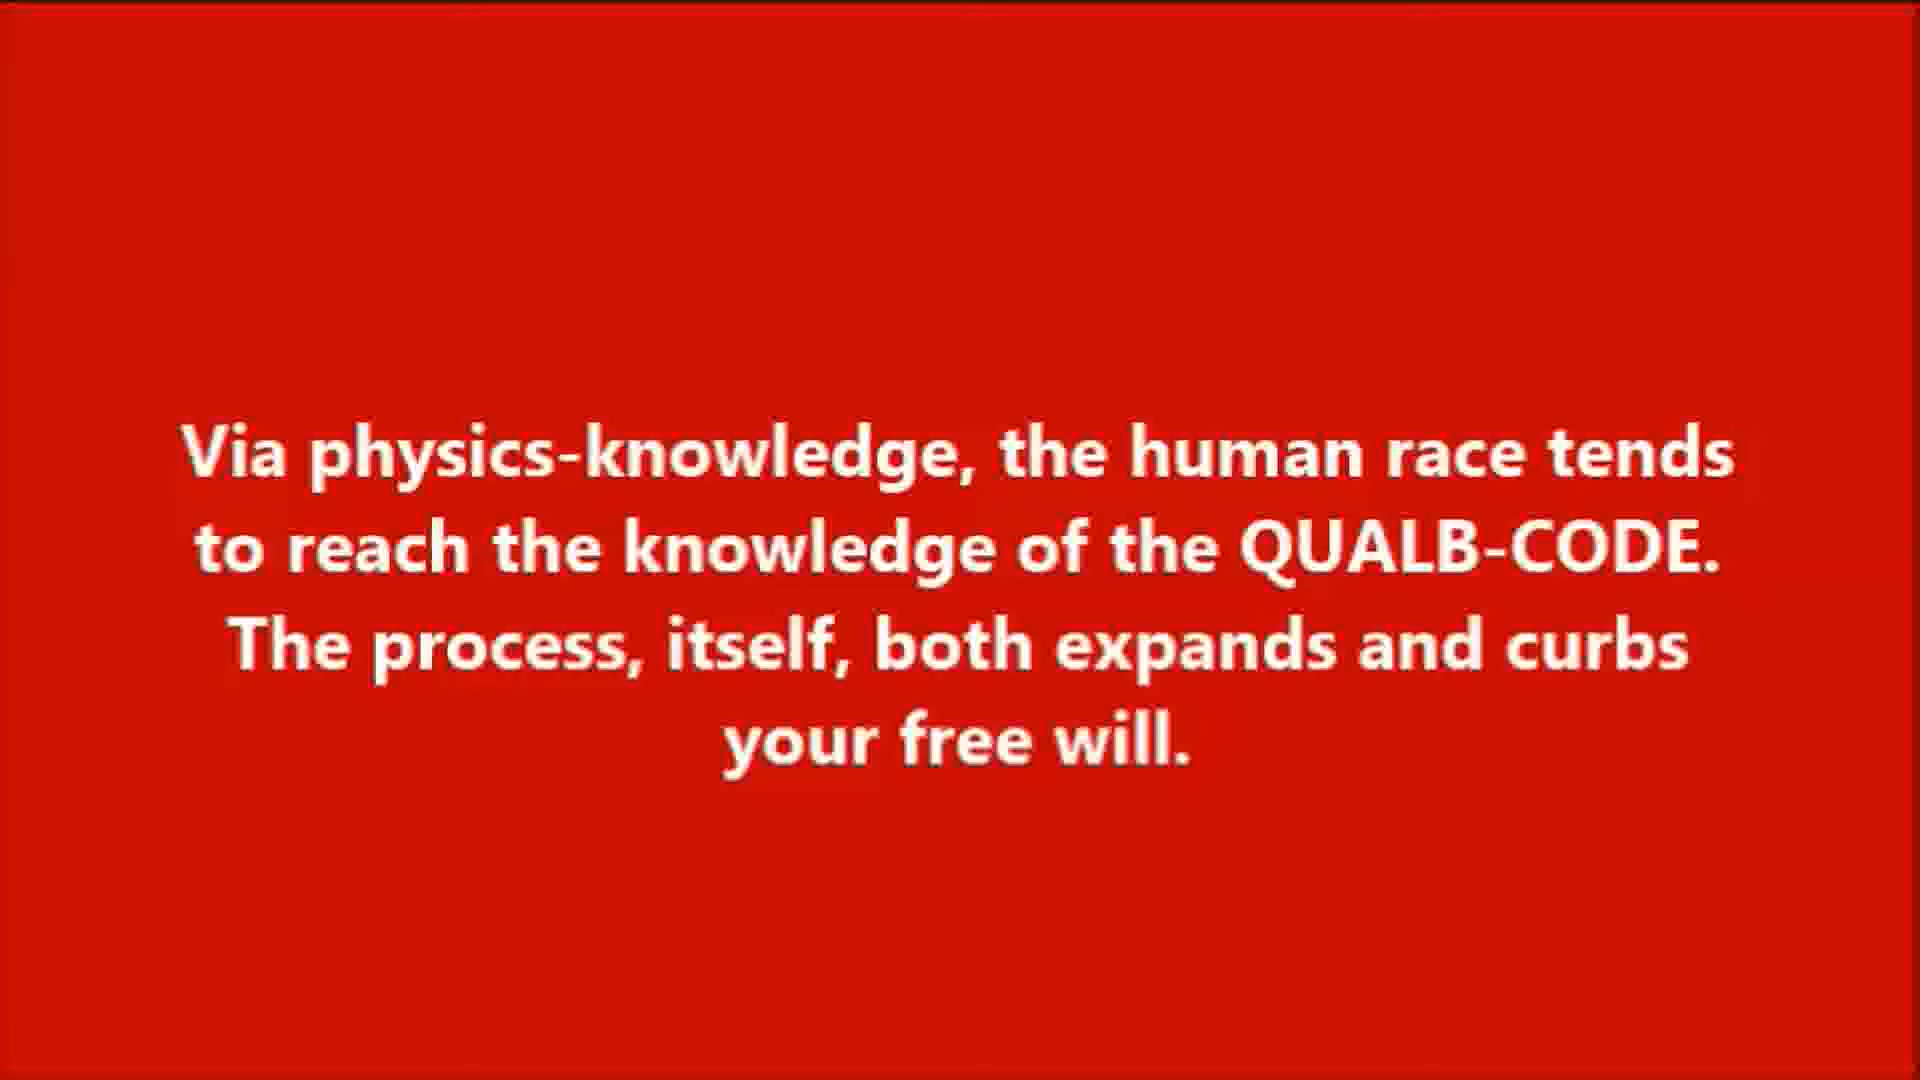 Via physics-knowledge, the human race tends
to reach the knowledge of the QUALB-CODE.
The process, itself, both expands and curbs
your free will.